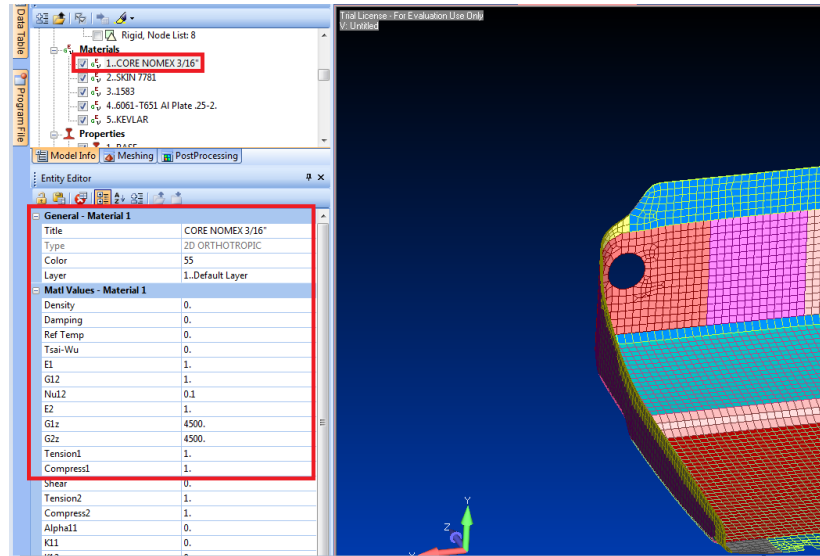 Data Table
Program File
Rigid, Node List: 8
Materials
1..CORE NOMEX 3/16"
2..SKIN 7781
3..1583
4..6061-T651 Al Plate .25-2.
5..KEVLAR
Properties
1..BASE
Model Info Meshing PostProcessing
Entity Editor
General - Material 1
Title CORE NOMEX 3/16"
Type 2D ORTHOTROPIC
Color 55
Layer 1..Default Layer
Matl Values - Material 1
Density 0.
Damping 0.
Ref Temp 0.
Tsai-Wu 0.
E1 1.
G12 1.
Nu12 0.1
E2 1.
G1z 4500.
G2z 4500.
Tension1 1.
Compress1 1.
Shear 0.
Tension2 1.
Compress2 1.
Alpha11 0.
K11 0.
Trial License - For Evaluation Use Only
V: Untitled
Y
Z
X